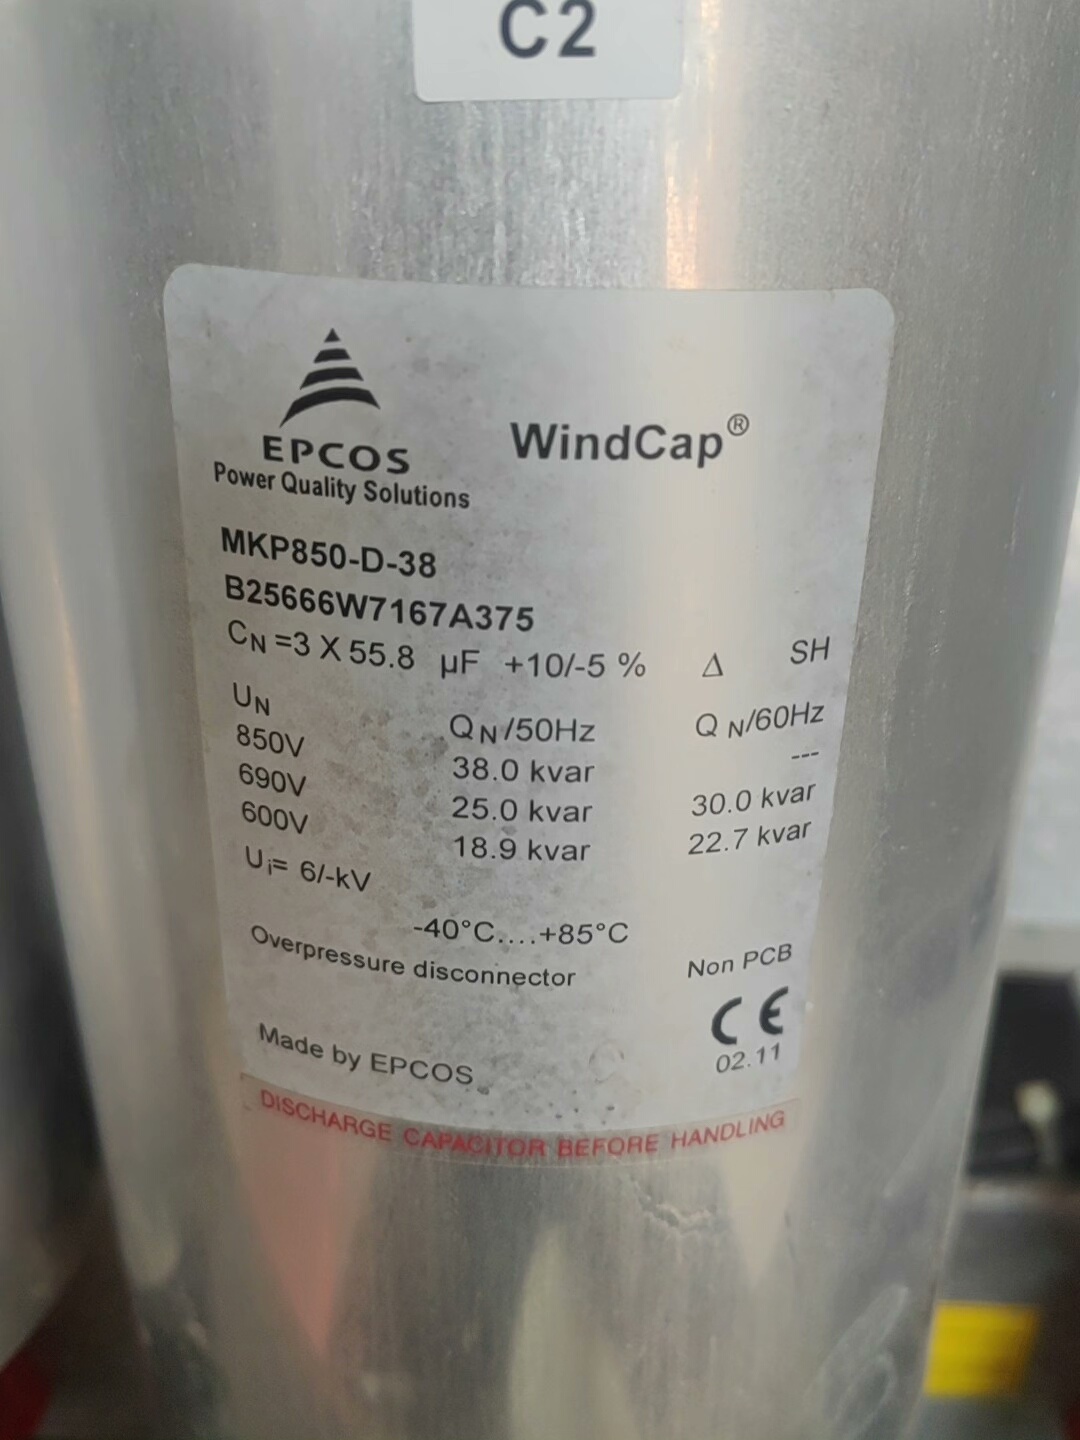 C2
EPCOS
Power Quality Solutions
WindCap®
MKP850-D-38
B25666W7167A375
CN =3 X 55.8 µF +10/-5 % Δ SH
UN QN/50Hz QN/60Hz
850V 38.0 kvar ---
690V 25.0 kvar 30.0 kvar
600V 18.9 kvar 22.7 kvar
Ui= 6/-kV
-40°C....+85°C
Overpressure disconnector Non PCB
CE
Made by EPCOS 02.11
DISCHARGE CAPACITOR BEFORE HANDLING